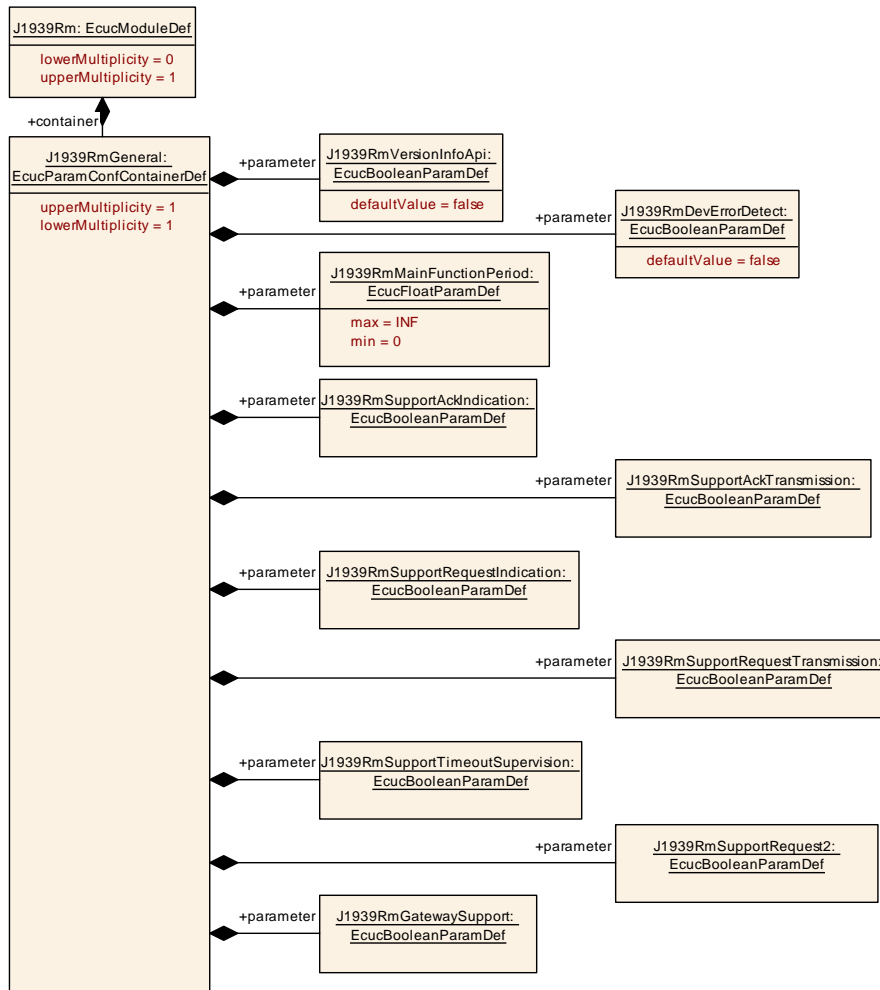 J1939Rm: EcucModuleDef
lowerMultiplicity = 0
upperMultiplicity = 1
+container
J1939RmGeneral:
EcucParamConfContainerDef
upperMultiplicity = 1
lowerMultiplicity = 1
+parameter
J1939RmVersionInfoApi:
EcucBooleanParamDef
defaultValue = false
+parameter
J1939RmDevErrorDetect:
EcucBooleanParamDef
defaultValue = false
+parameter
J1939RmMainFunctionPeriod:
EcucFloatParamDef
max = INF
min = 0
+parameter
J1939RmSupportAckIndication:
EcucBooleanParamDef
+parameter
J1939RmSupportAckTransmission:
EcucBooleanParamDef
+parameter
J1939RmSupportRequestIndication:
EcucBooleanParamDef
+parameter
J1939RmSupportRequestTransmission:
EcucBooleanParamDef
+parameter
J1939RmSupportTimeoutSupervision:
EcucBooleanParamDef
+parameter
J1939RmSupportRequest2:
EcucBooleanParamDef
+parameter
J1939RmGatewaySupport:
EcucBooleanParamDef